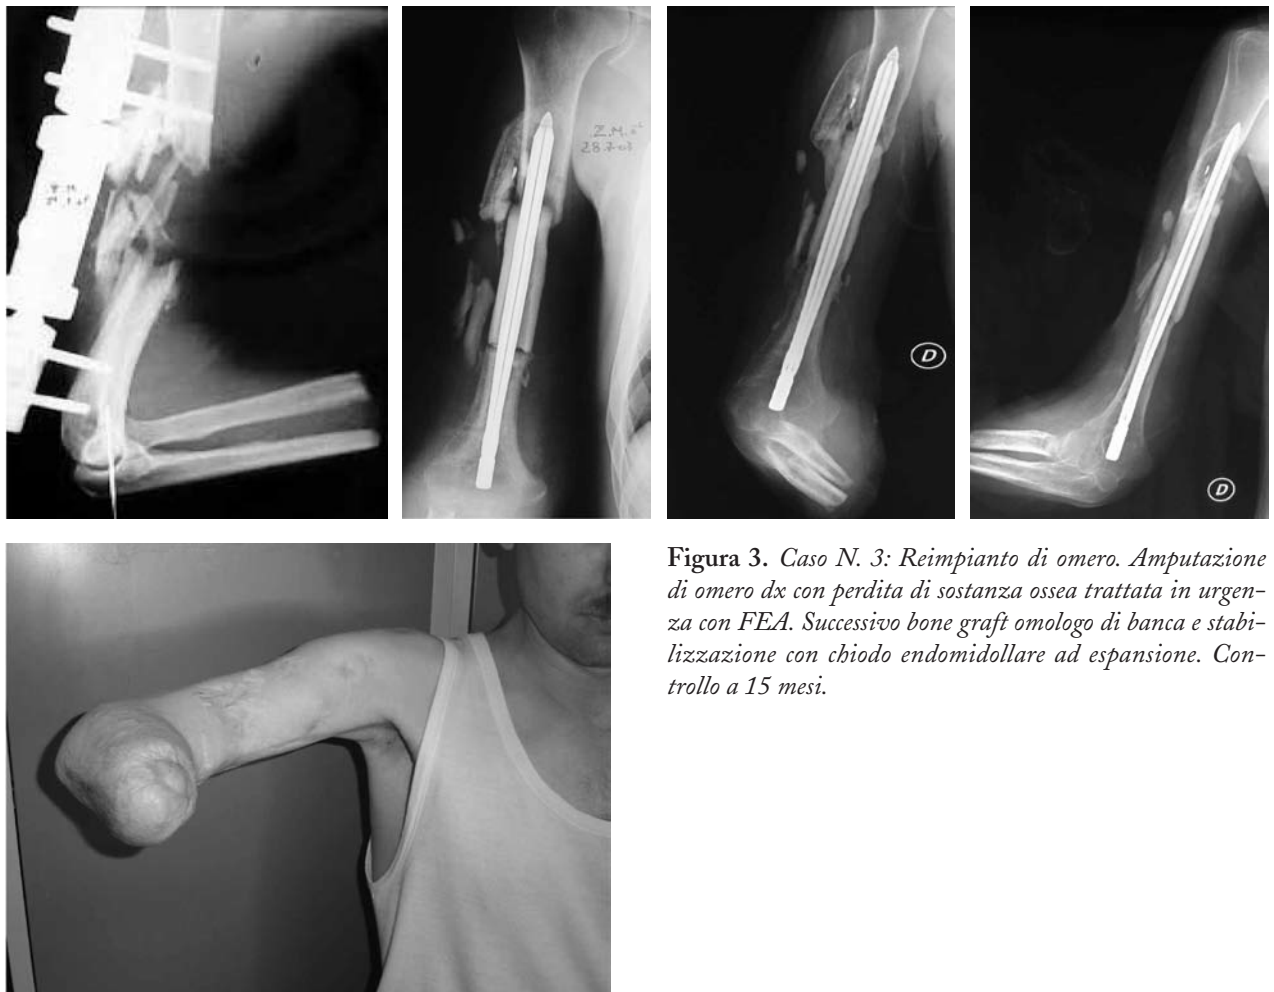 Z.M.
28.7.03
D
D
Figura 3. Caso N. 3: Reimpianto di omero. Amputazione
di omero dx con perdita di sostanza ossea trattata in urgen-
za con FEA. Successivo bone graft omologo di banca e stabi-
lizzazione con chiodo endomidollare ad espansione. Con-
trollo a 15 mesi.